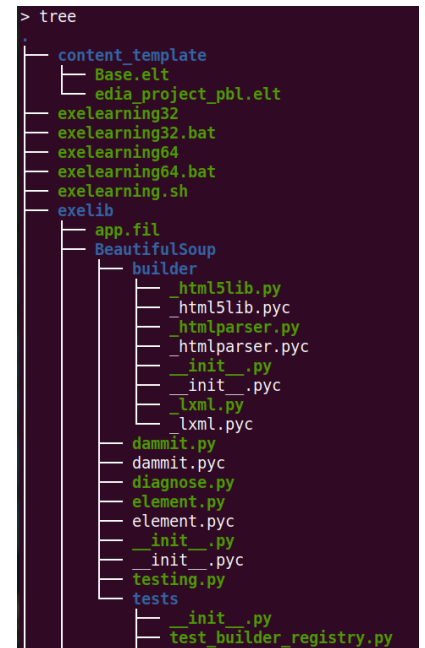 > tree
.
├── content_template
│   ├── Base.elt
│   └── edia_project_pbl.elt
├── exelearning32
├── exelearning32.bat
├── exelearning64
├── exelearning64.bat
├── exelearning.sh
├── exelib
│   ├── app.fil
│   ├── BeautifulSoup
│   │   ├── builder
│   │   │   ├── _html5lib.py
│   │   │   ├── _html5lib.pyc
│   │   │   ├── _htmlparser.py
│   │   │   ├── _htmlparser.pyc
│   │   │   ├── __init__.py
│   │   │   ├── __init__.pyc
│   │   │   ├── _lxml.py
│   │   │   └── _lxml.pyc
│   │   ├── dammit.py
│   │   ├── dammit.pyc
│   │   ├── diagnose.py
│   │   ├── element.py
│   │   ├── element.pyc
│   │   ├── __init__.py
│   │   ├── __init__.pyc
│   │   ├── testing.py
│   │   └── tests
│   │       ├── __init__.py
│   │       ├── test_builder_registry.py